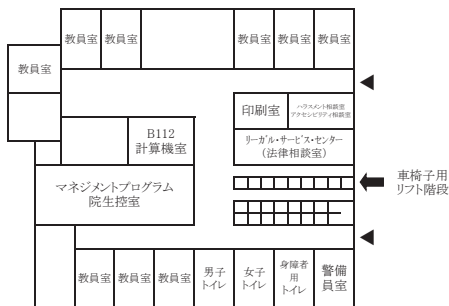 教員室
教員室
教員室
教員室
教員室
教員室
印刷室
ハラスメント相談室
アクセシビリティ相談室
B112
計算機室
リーガル・サービス・センター
(法律相談室)
マネジメントプログラム
院生控室
車椅子用
リフト階段
教員室
教員室
教員室
男子
トイレ
女子
トイレ
身障者
用
トイレ
警備
員室